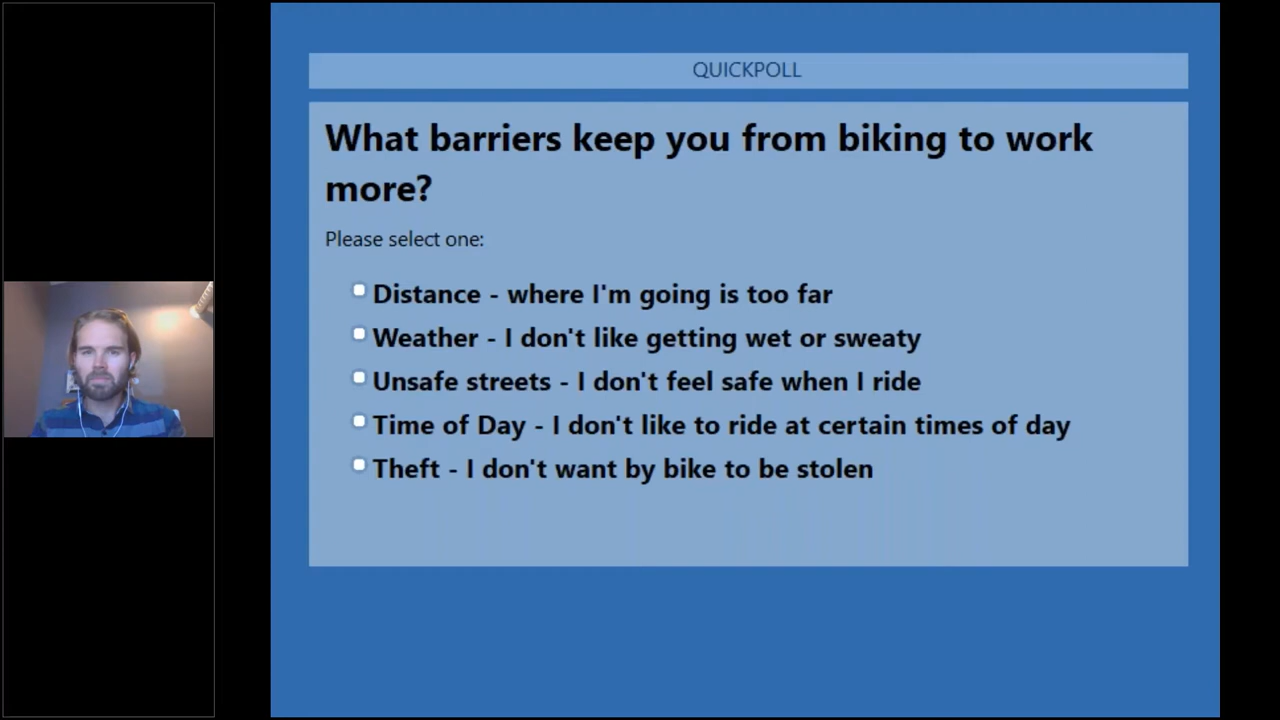 QUICKPOLL
What barriers keep you from biking to work
more?
Please select one:
Distance - where I'm going is too far
Weather - I don't like getting wet or sweaty
Unsafe streets - I don't feel safe when I ride
Time of Day - I don't like to ride at certain times of day
Theft - I don't want by bike to be stolen